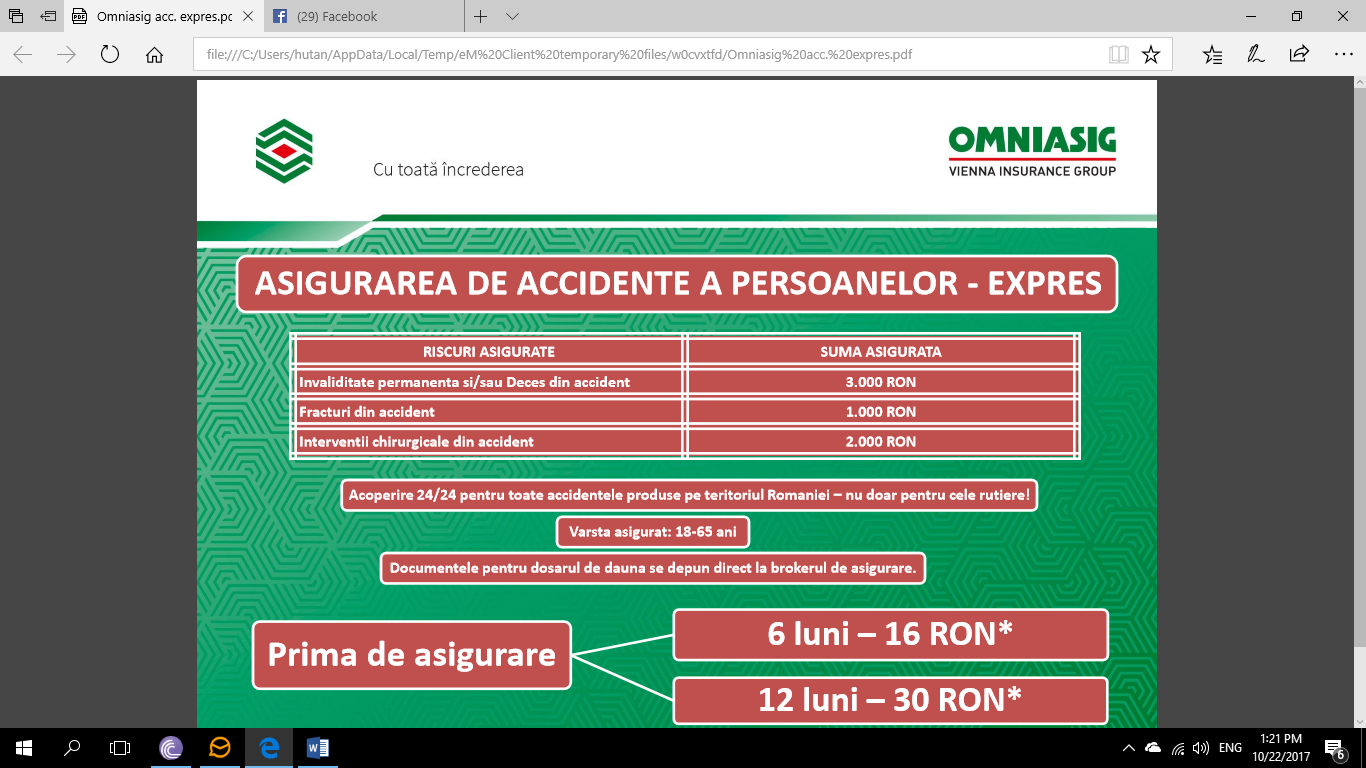 Omniasig acc. expres.pc
(29) Facebook
file:///C:/Users/hutan/AppData/Local/Temp/eM%20Client%20temporary%20files/w0cvxtfd/Omniasig%20acc.%20expres.pdf
Cu toată încrederea
OMNIASIG
VIENNA INSURANCE GROUP
ASIGURAREA DE ACCIDENTE A PERSOANELOR - EXPRES
RISCURI ASIGURATE SUMA ASIGURATA
Invaliditate permanenta si/sau Deces din accident 3.000 RON
Fracturi din accident 1.000 RON
Interventii chirurgicale din accident 2.000 RON
Acoperire 24/24 pentru toate accidentele produse pe teritoriul Romaniei – nu doar pentru cele rutiere!
Varsta asigurat: 18-65 ani
Documentele pentru dosarul de dauna se depun direct la brokerul de asigurare.
Prima de asigurare
6 luni – 16 RON*
12 luni – 30 RON*
ENG
1:21 PM
10/22/2017
6